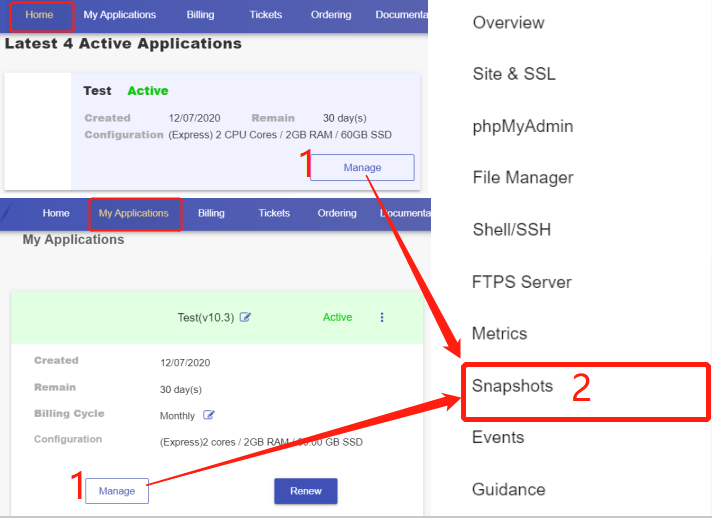 Home My Applications Billing Tickets Ordering Documenta
Latest 4 Active Applications
Test Active
Created 12/07/2020 Remain 30 day(s)
Configuration (Express) 2 CPU Cores / 2GB RAM / 60GB SSD
1 Manage
Home My Applications Billing Tickets Ordering Documenta
My Applications
Test(v10.3) Active
Created 12/07/2020
Remain 30 day(s)
Billing Cycle Monthly
Configuration (Express)2 cores / 2GB RAM / 60.00 GB SSD
1 Manage Renew
Overview
Site & SSL
phpMyAdmin
File Manager
Shell/SSH
FTPS Server
Metrics
Snapshots 2
Events
Guidance